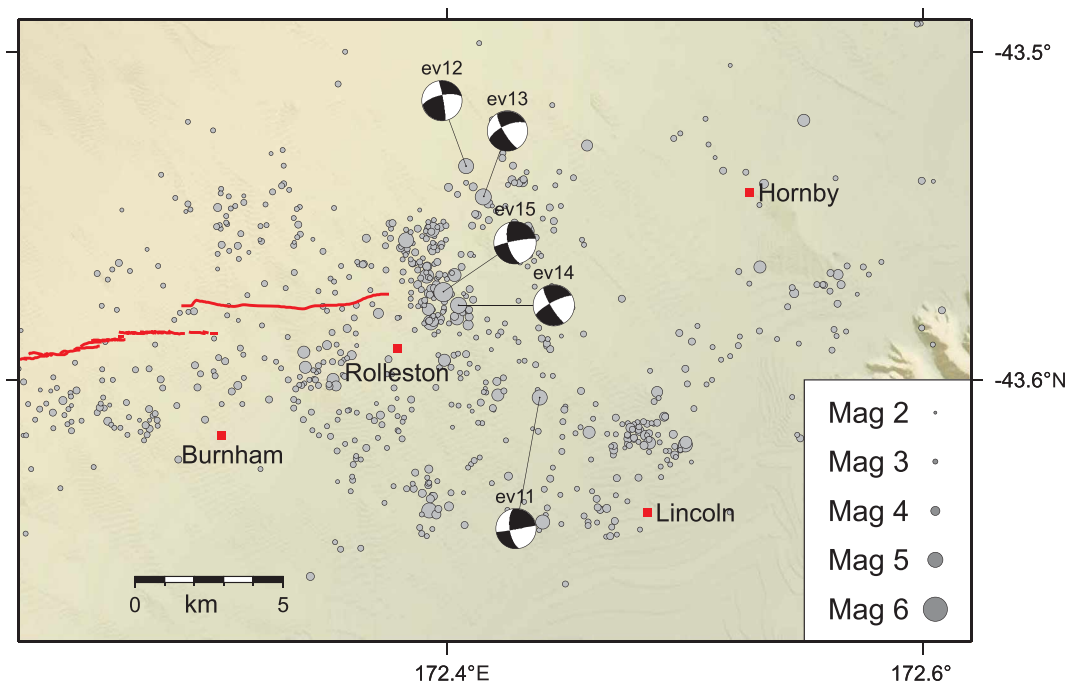 -43.5°
ev12
ev13
Hornby
ev15
ev14
Rolleston
-43.6°N
Burnham
ev11
Lincoln
Mag 2
Mag 3
Mag 4
Mag 5
Mag 6
0 km 5
172.4°E
172.6°